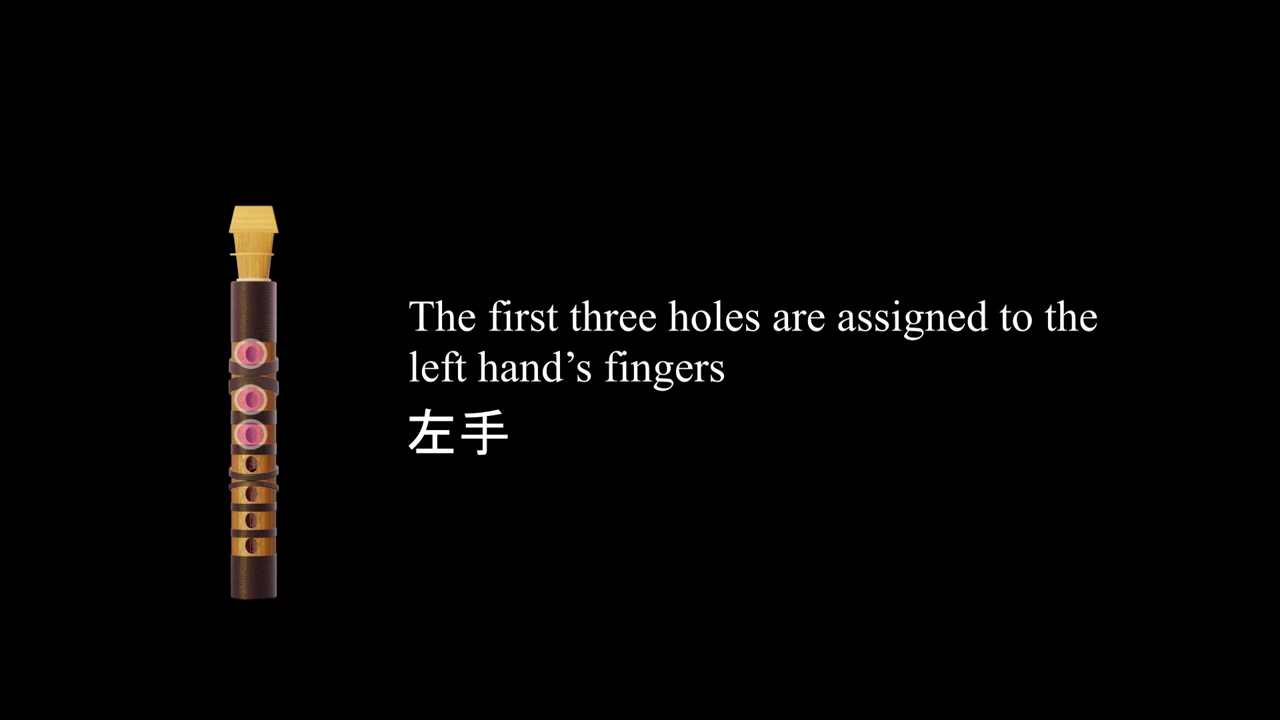 The first three holes are assigned to the
left hand’s fingers
左手